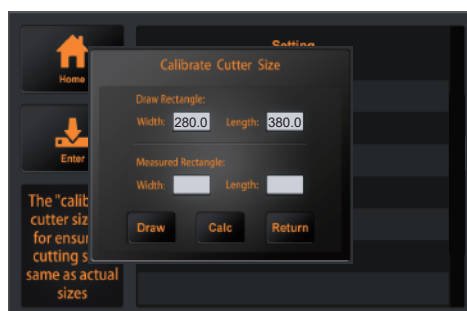 Setting
Home
Calibrate Cutter Size
Draw Rectangle:
Width: 280.0 Length: 380.0
Enter
Measured Rectangle:
Width: Length:
Draw Calc Return
The "calib
cutter siz
for ensur
cutting s
same as actual
sizes